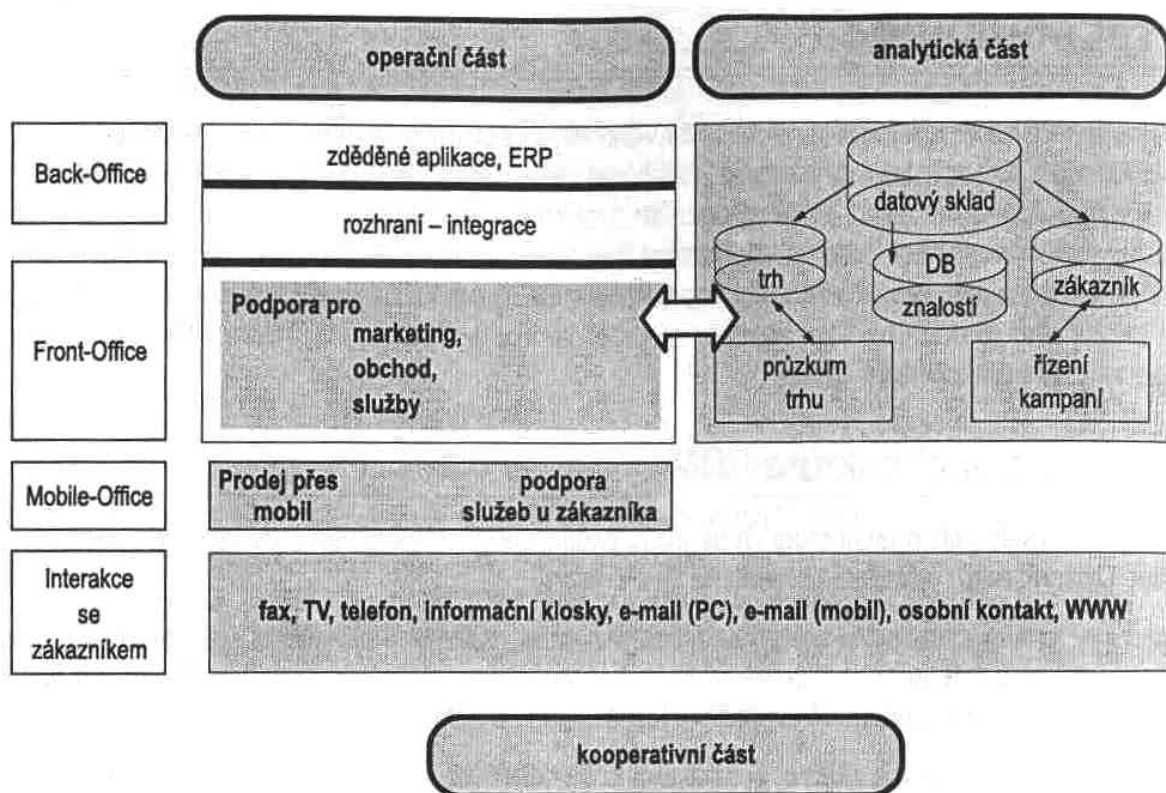 operační část
analytická část
Back-Office
zděděné aplikace, ERP
rozhraní – integrace
datový sklad
trh
DB
znalostí
zákazník
Front-Office
Podpora pro
marketing,
obchod,
služby
průzkum
trhu
řízení
kampaní
Mobile-Office
Prodej přes
mobil
podpora
služeb u zákazníka
Interakce
se
zákazníkem
fax, TV, telefon, informační kiosky, e-mail (PC), e-mail (mobil), osobní kontakt, WWW
kooperativní část